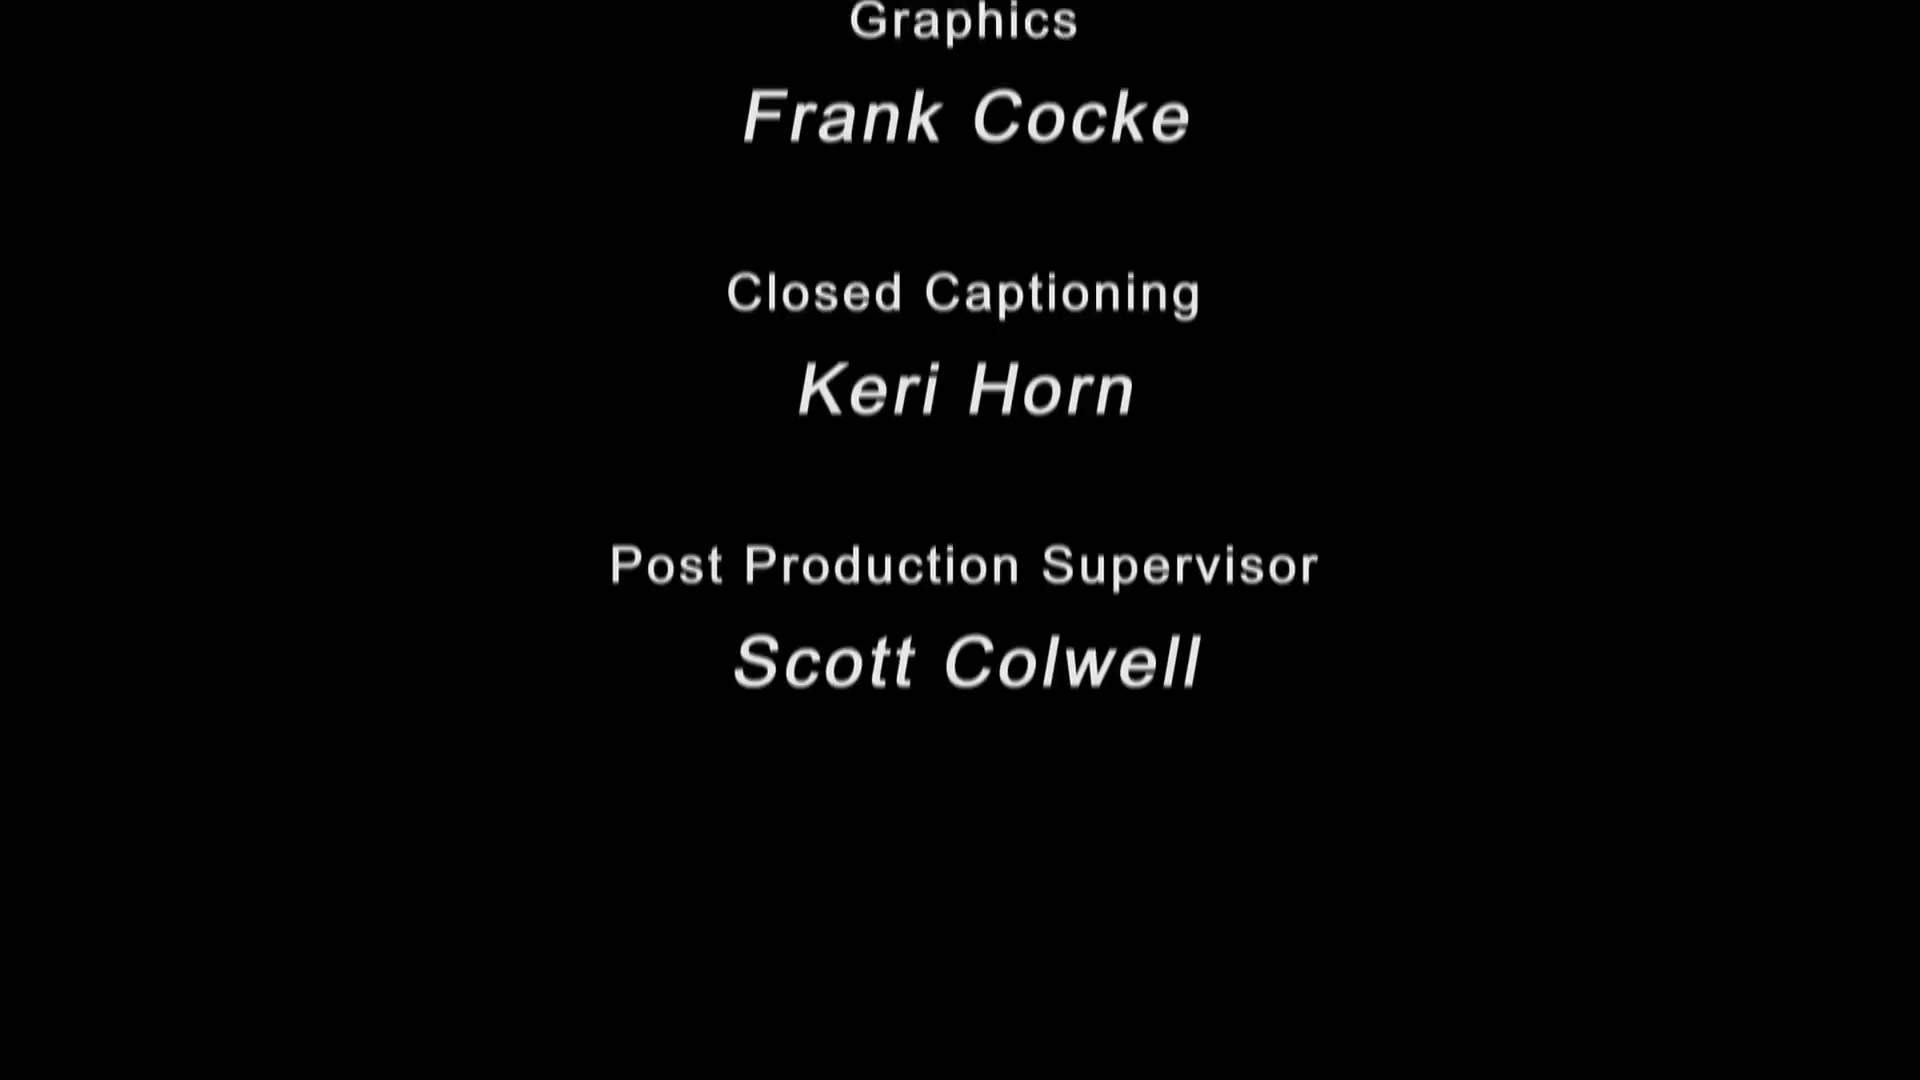 Graphics
Frank Cocke
Closed Captioning
Keri Horn
Post Production Supervisor
Scott Colwell